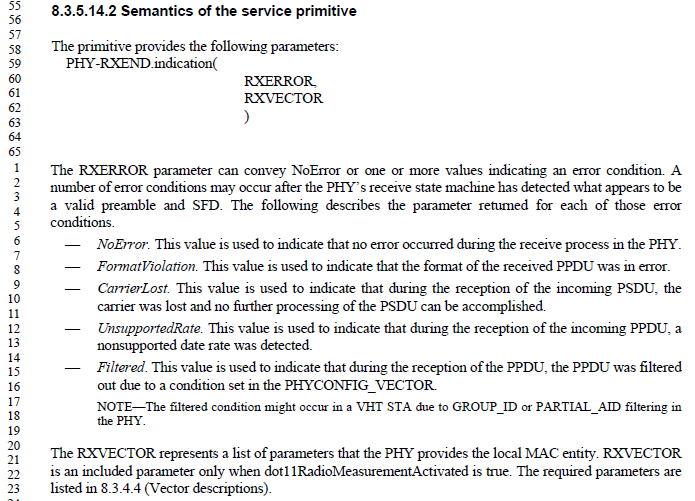 55
56
57
58
59
60
61
62
63
64
65
1
2
3
4
5
6
7
8
9
10
11
12
13
14
15
16
17
18
19
20
21
22
23
8.3.5.14.2 Semantics of the service primitive
The primitive provides the following parameters:
PHY-RXEND.indication(
RXERROR,
RXVECTOR
)
The RXERROR parameter can convey NoError or one or more values indicating an error condition. A
number of error conditions may occur after the PHY's receive state machine has detected what appears to be
a valid preamble and SFD. The following describes the parameter returned for each of those error
conditions.
— NoError. This value is used to indicate that no error occurred during the receive process in the PHY.
— FormatViolation. This value is used to indicate that the format of the received PPDU was in error.
— CarrierLost. This value is used to indicate that during the reception of the incoming PSDU, the
carrier was lost and no further processing of the PSDU can be accomplished.
— UnsupportedRate. This value is used to indicate that during the reception of the incoming PPDU, a
nonsupported date rate was detected.
— Filtered. This value is used to indicate that during the reception of the PPDU, the PPDU was filtered
out due to a condition set in the PHYCONFIG_VECTOR.
NOTE—The filtered condition might occur in a VHT STA due to GROUP_ID or PARTIAL_AID filtering in
the PHY.
The RXVECTOR represents a list of parameters that the PHY provides the local MAC entity. RXVECTOR
is an included parameter only when dot11RadioMeasurementActivated is true. The required parameters are
listed in 8.3.4.4 (Vector descriptions).